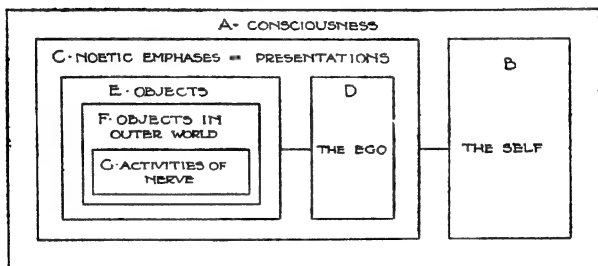 A- CONSCIOUSNESS
C- NOETIC EMPHASES = PRESENTATIONS
B
E- OBJECTS
D
F- OBJECTS IN
OUTER WORLD
THE EGO
THE SELF
G- ACTIVITIES OF
NERVE